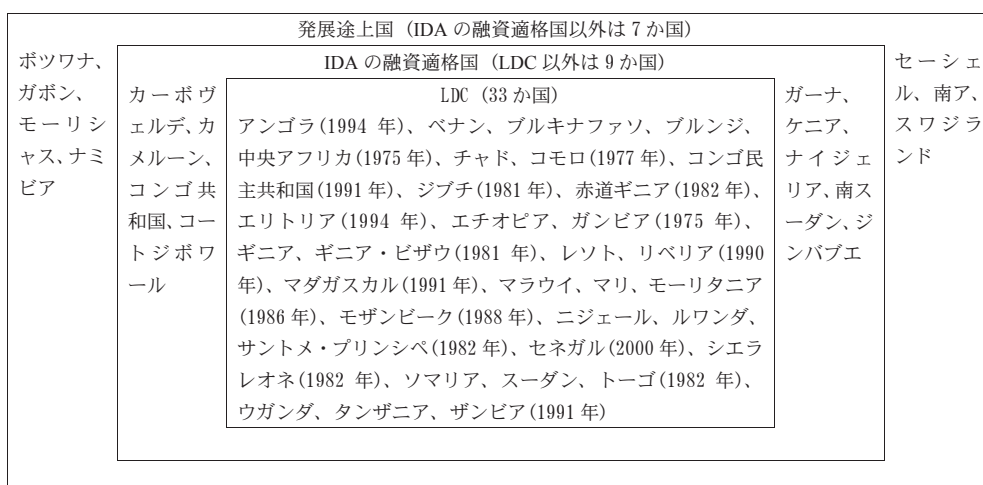 発展途上国（IDA の融資適格国以外は 7 か国）
ボツワナ、
ガボン、
モーリシ
ャス、ナミ
ビア
IDA の融資適格国（LDC 以外は 9 か国）
カーボヴ
ェルデ、カ
メルーン、
コンゴ共
和国、コー
トジボワ
ール
LDC（33 か国）
アンゴラ(1994 年)、ベナン、ブルキナファソ、ブルンジ、
中央アフリカ(1975 年)、チャド、コモロ(1977 年)、コンゴ民
主共和国(1991 年)、ジブチ(1981 年)、赤道ギニア(1982 年)、
エリトリア(1994 年)、エチオピア、ガンビア(1975 年)、
ギニア、ギニア・ビザウ(1981 年)、レソト、リベリア(1990
年)、マダガスカル(1991 年)、マラウイ、マリ、モーリタニア
(1986 年)、モザンビーク(1988 年)、ニジェール、ルワンダ、
サントメ・プリンシペ(1982 年)、セネガル(2000 年)、シエラ
レオネ(1982 年)、ソマリア、スーダン、トーゴ(1982 年)、
ウガンダ、タンザニア、ザンビア(1991 年)
ガーナ、
ケニア、
ナイジェ
リア、南ス
ーダン、ジ
ンバブエ
セーシェ
ル、南ア、
スワジラ
ンド